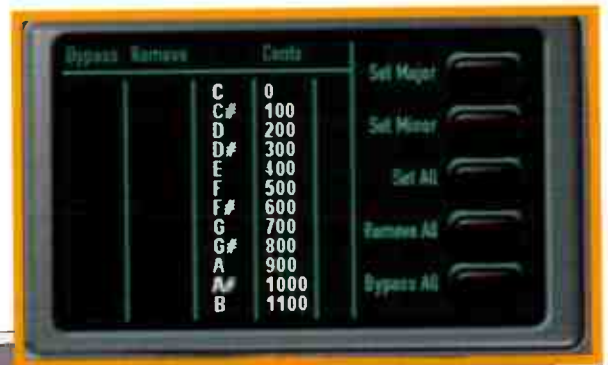 Bypass Remove Cents
C 0
C# 100
D 200
D# 300
E 400
F 500
F# 600
G 700
G# 800
A 900
A# 1000
B 1100
Set Major
Set Minor
Set All
Remove All
Bypass All